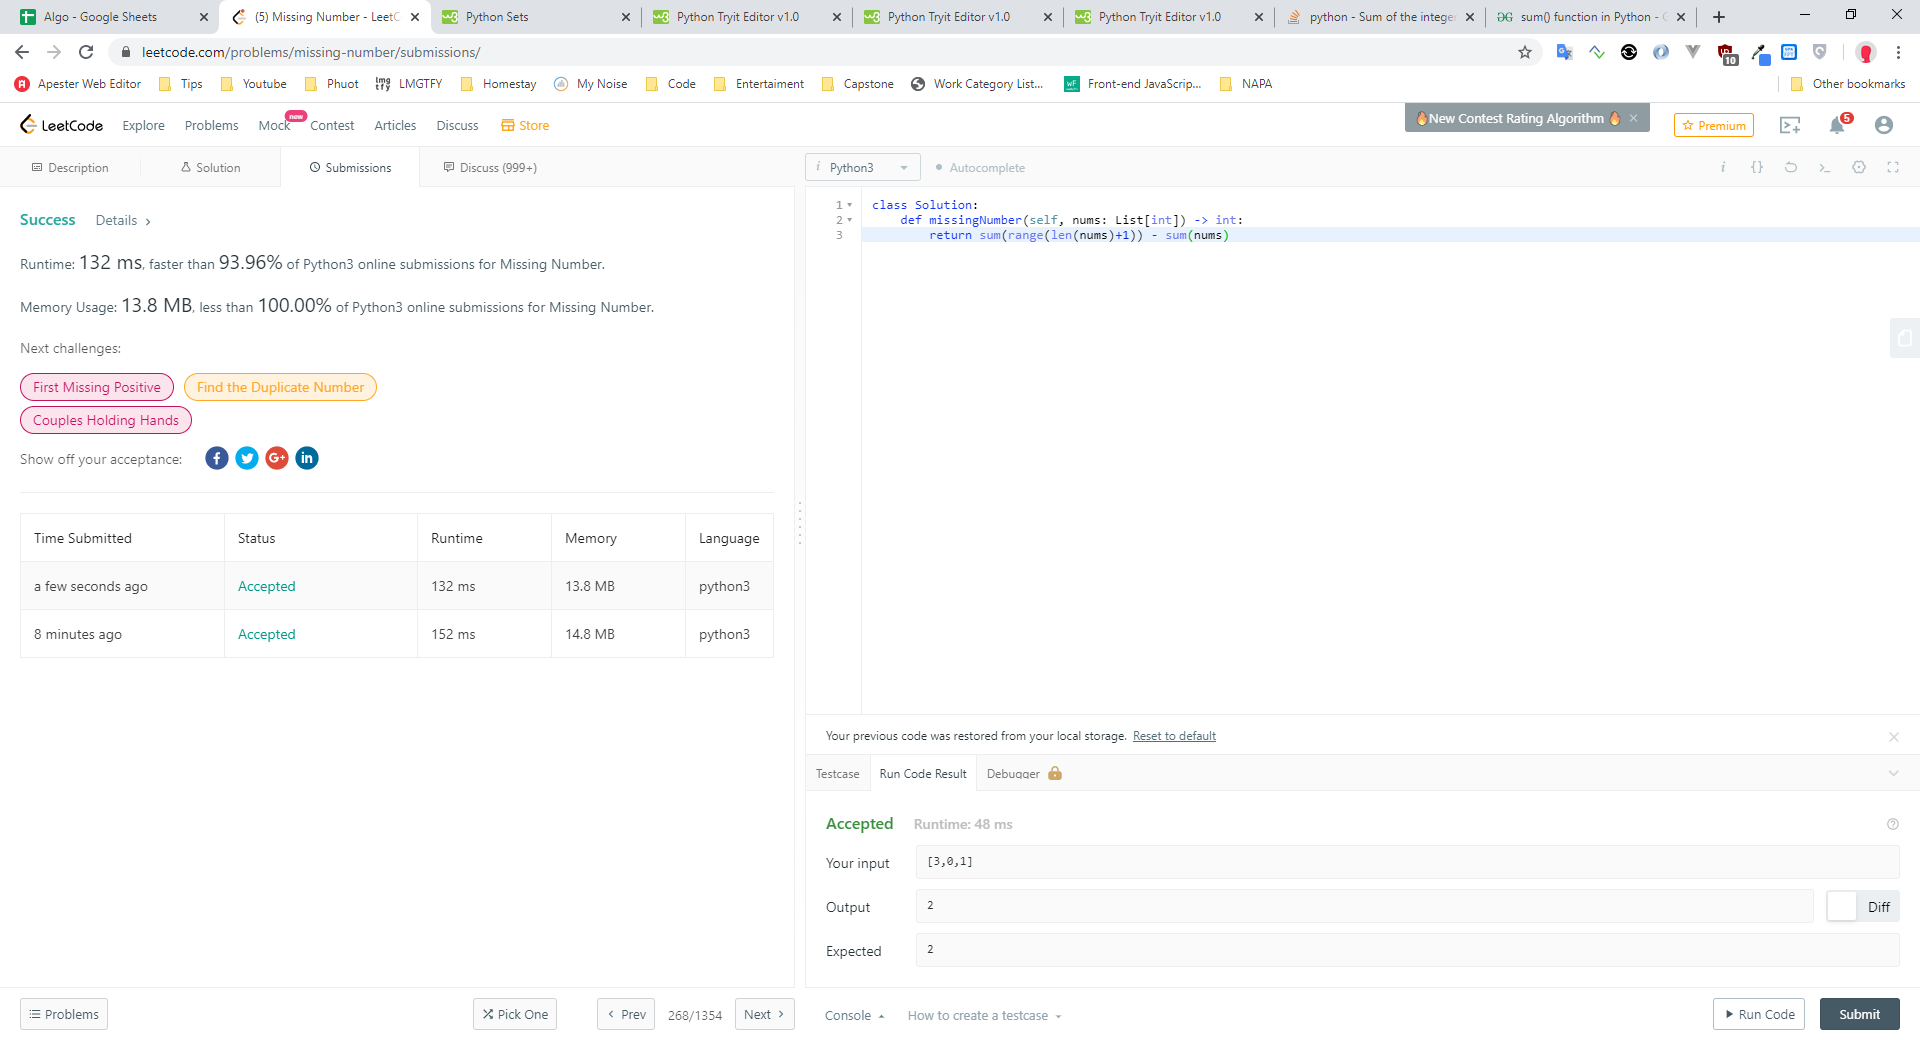 Algo - Google Sheets
(5) Missing Number - LeetC
Python Sets
Python Tryit Editor v1.0
Python Tryit Editor v1.0
Python Tryit Editor v1.0
python - Sum of the intege
sum() function in Python - G
leetcode.com/problems/missing-number/submissions/
10
Apester Web Editor
Tips
Youtube
Phuot
LMGTFY
Homestay
My Noise
Code
Entertaiment
Capstone
Work Category List...
Front-end JavaScrip...
NAPA
Other bookmarks
LeetCode
Explore
Problems
Mock
new
Contest
Articles
Discuss
Store
New Contest Rating Algorithm
Premium
5
Description
Solution
Submissions
Discuss (999+)
i Python3
Autocomplete
Success
Details
Runtime: 132 ms, faster than 93.96% of Python3 online submissions for Missing Number.
Memory Usage: 13.8 MB, less than 100.00% of Python3 online submissions for Missing Number.
Next challenges:
First Missing Positive
Find the Duplicate Number
Couples Holding Hands
Show off your acceptance:
Time Submitted Status Runtime Memory Language
a few seconds ago Accepted 132 ms 13.8 MB python3
8 minutes ago Accepted 152 ms 14.8 MB python3
1 class Solution:
2 def missingNumber(self, nums: List[int]) -> int:
3 return sum(range(len(nums)+1)) - sum(nums)
Your previous code was restored from your local storage. Reset to default
Testcase
Run Code Result
Debugger
Accepted Runtime: 48 ms
Your input [3,0,1]
Output 2
Diff
Expected 2
Problems
Pick One
Prev
268/1354
Next
Console
How to create a testcase
Run Code
Submit